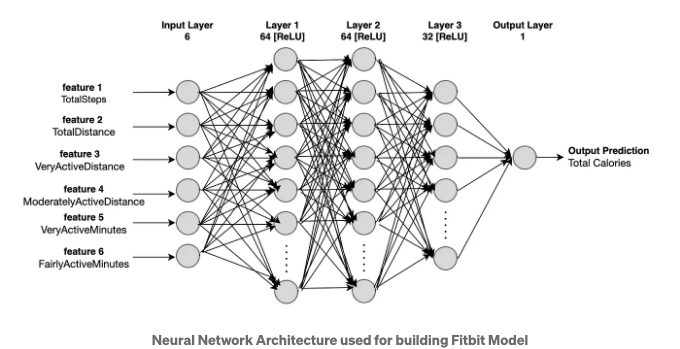 Input Layer
6
Layer 1
64 [ReLU]
Layer 2
64 [ReLU]
Layer 3
32 [ReLU]
Output Layer
1
feature 1
TotalSteps
feature 2
TotalDistance
feature 3
VeryActiveDistance
feature 4
ModeratelyActiveDistance
feature 5
VeryActiveMinutes
feature 6
FairlyActiveMinutes
Output Prediction
Total Calories
Neural Network Architecture used for building Fitbit Model